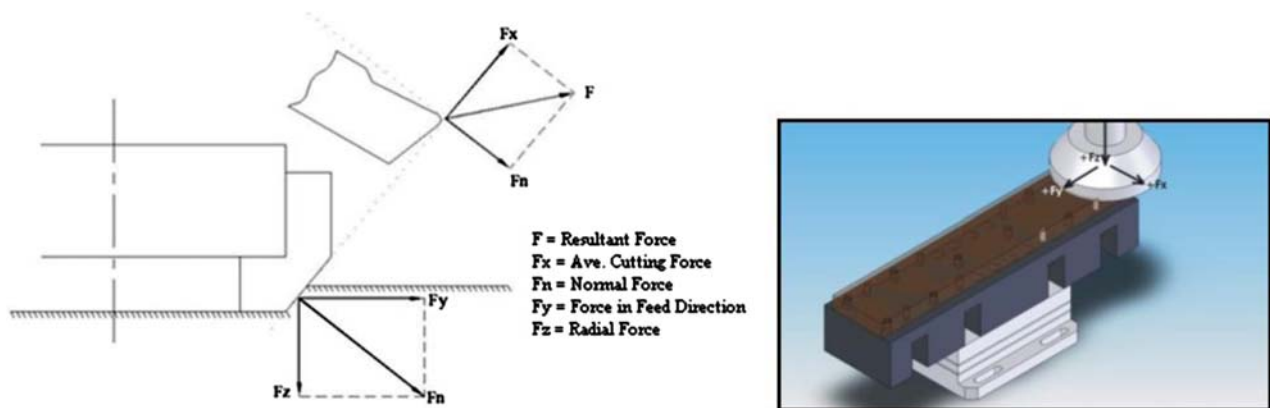 Fx
F
Fn
F = Resultant Force
Fx = Ave. Cutting Force
Fn = Normal Force
Fy = Force in Feed Direction
Fz = Radial Force
Fy
Fz
Fn
+Fz
+Fy
+Fx